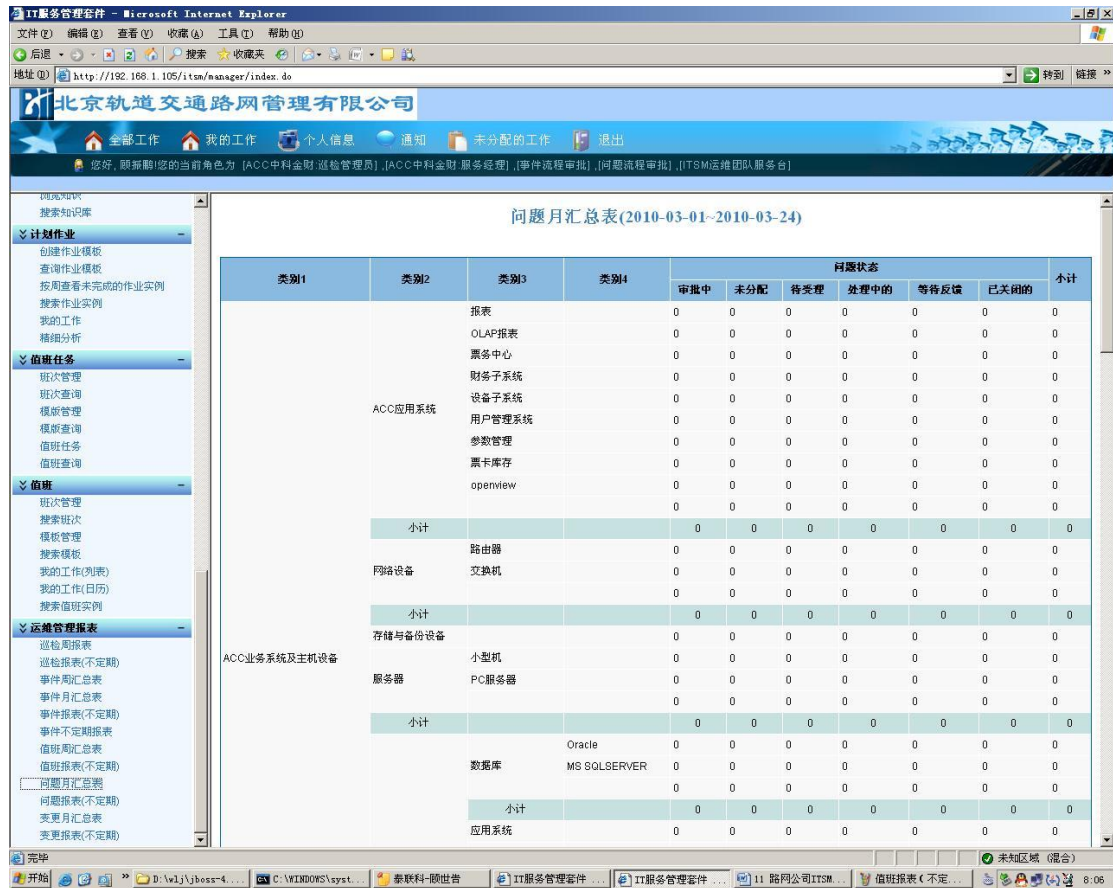 IT服务管理套件 - Microsoft Internet Explorer
文件(F) 编辑(E) 查看(V) 收藏(A) 工具(T) 帮助(H)
后退 搜索 收藏夹
地址(D) http://192.168.1.105/itsm/manager/index.do 转到 链接 »
北京轨道交通路网管理有限公司
全部工作 我的工作 个人信息 通知 未分配的工作 退出
您好,顾振鹏!您的当前角色为 [ACC中科金财:巡检管理员],[ACC中科金财:服务经理],[事件流程审批],[问题流程审批],[ITSM运维团队服务台]
浏览知识
搜索知识库
计划作业
创建作业模板
查询作业模板
按周查看未完成的作业实例
搜索作业实例
我的工作
精细分析
值班任务
班次管理
班次查询
模版管理
模版查询
值班任务
值班查询
值班
班次管理
搜索班次
模板管理
搜索模板
我的工作(列表)
我的工作(日历)
搜索值班实例
运维管理报表
巡检周报表
巡检报表(不定期)
事件周汇总表
事件月汇总表
事件报表(不定期)
事件不定期报表
值班周汇总表
值班报表(不定期)
问题月汇总表
问题报表(不定期)
变更月汇总表
变更报表(不定期)
问题月汇总表(2010-03-01~2010-03-24)
类别1 类别2 类别3 类别4 问题状态 小计
审批中 未分配 待受理 处理中的 等待反馈 已关闭的
报表 0 0 0 0 0 0 0
OLAP报表 0 0 0 0 0 0 0
票务中心 0 0 0 0 0 0 0
财务子系统 0 0 0 0 0 0 0
设备子系统 0 0 0 0 0 0 0
ACC应用系统
用户管理系统 0 0 0 0 0 0 0
参数管理 0 0 0 0 0 0 0
票卡库存 0 0 0 0 0 0 0
openview 0 0 0 0 0 0 0
0 0 0 0 0 0 0
小计 0 0 0 0 0 0 0
路由器 0 0 0 0 0 0 0
网络设备 交换机 0 0 0 0 0 0 0
0 0 0 0 0 0 0
小计 0 0 0 0 0 0 0
存储与备份设备 0 0 0 0 0 0 0
ACC业务系统及主机设备 小型机 0 0 0 0 0 0 0
服务器 PC服务器 0 0 0 0 0 0 0
0 0 0 0 0 0 0
小计 0 0 0 0 0 0 0
Oracle 0 0 0 0 0 0 0
数据库 MS SQLSERVER 0 0 0 0 0 0 0
0 0 0 0 0 0 0
小计 0 0 0 0 0 0 0
应用系统 0 0 0 0 0 0 0
完毕 未知区域 (混合)
开始 » D:\wlj\jboss-4.... C:\WINDOWS\syst... 泰联科-顾世告 IT服务管理套件 ... IT服务管理套件 ... 11 路网公司ITSM... 值班报表(不定... 8:06